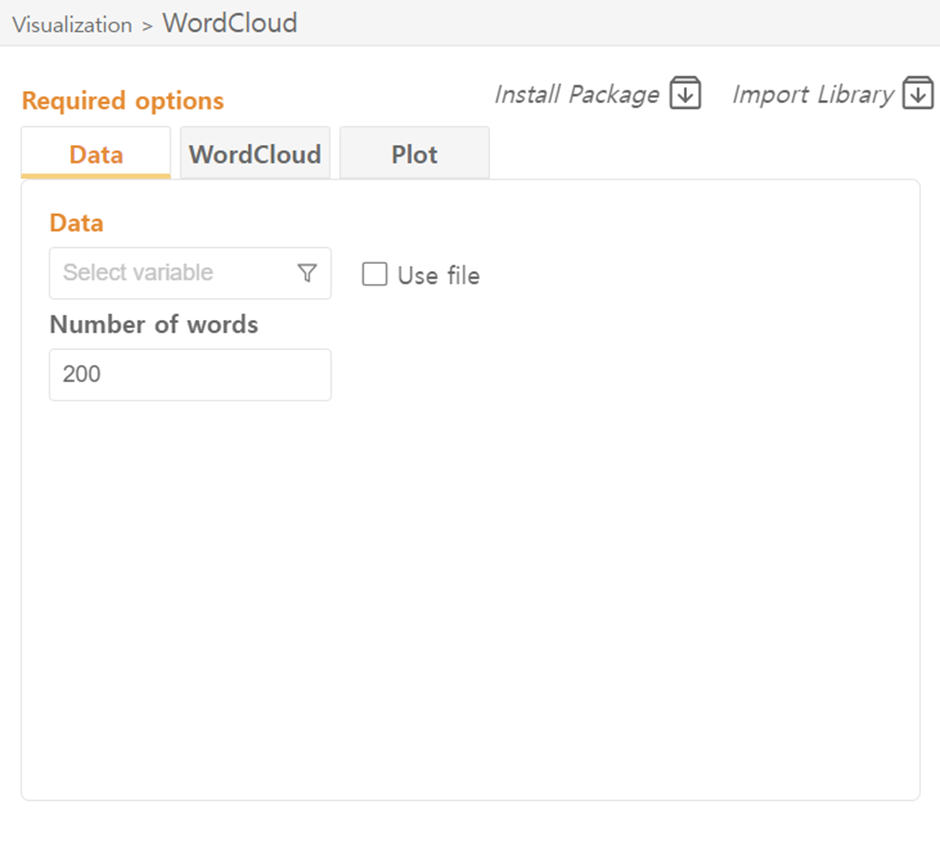 Visualization > WordCloud
Required options
Install Package
Import Library
Data
WordCloud
Plot
Data
Select variable
Use file
Number of words
200